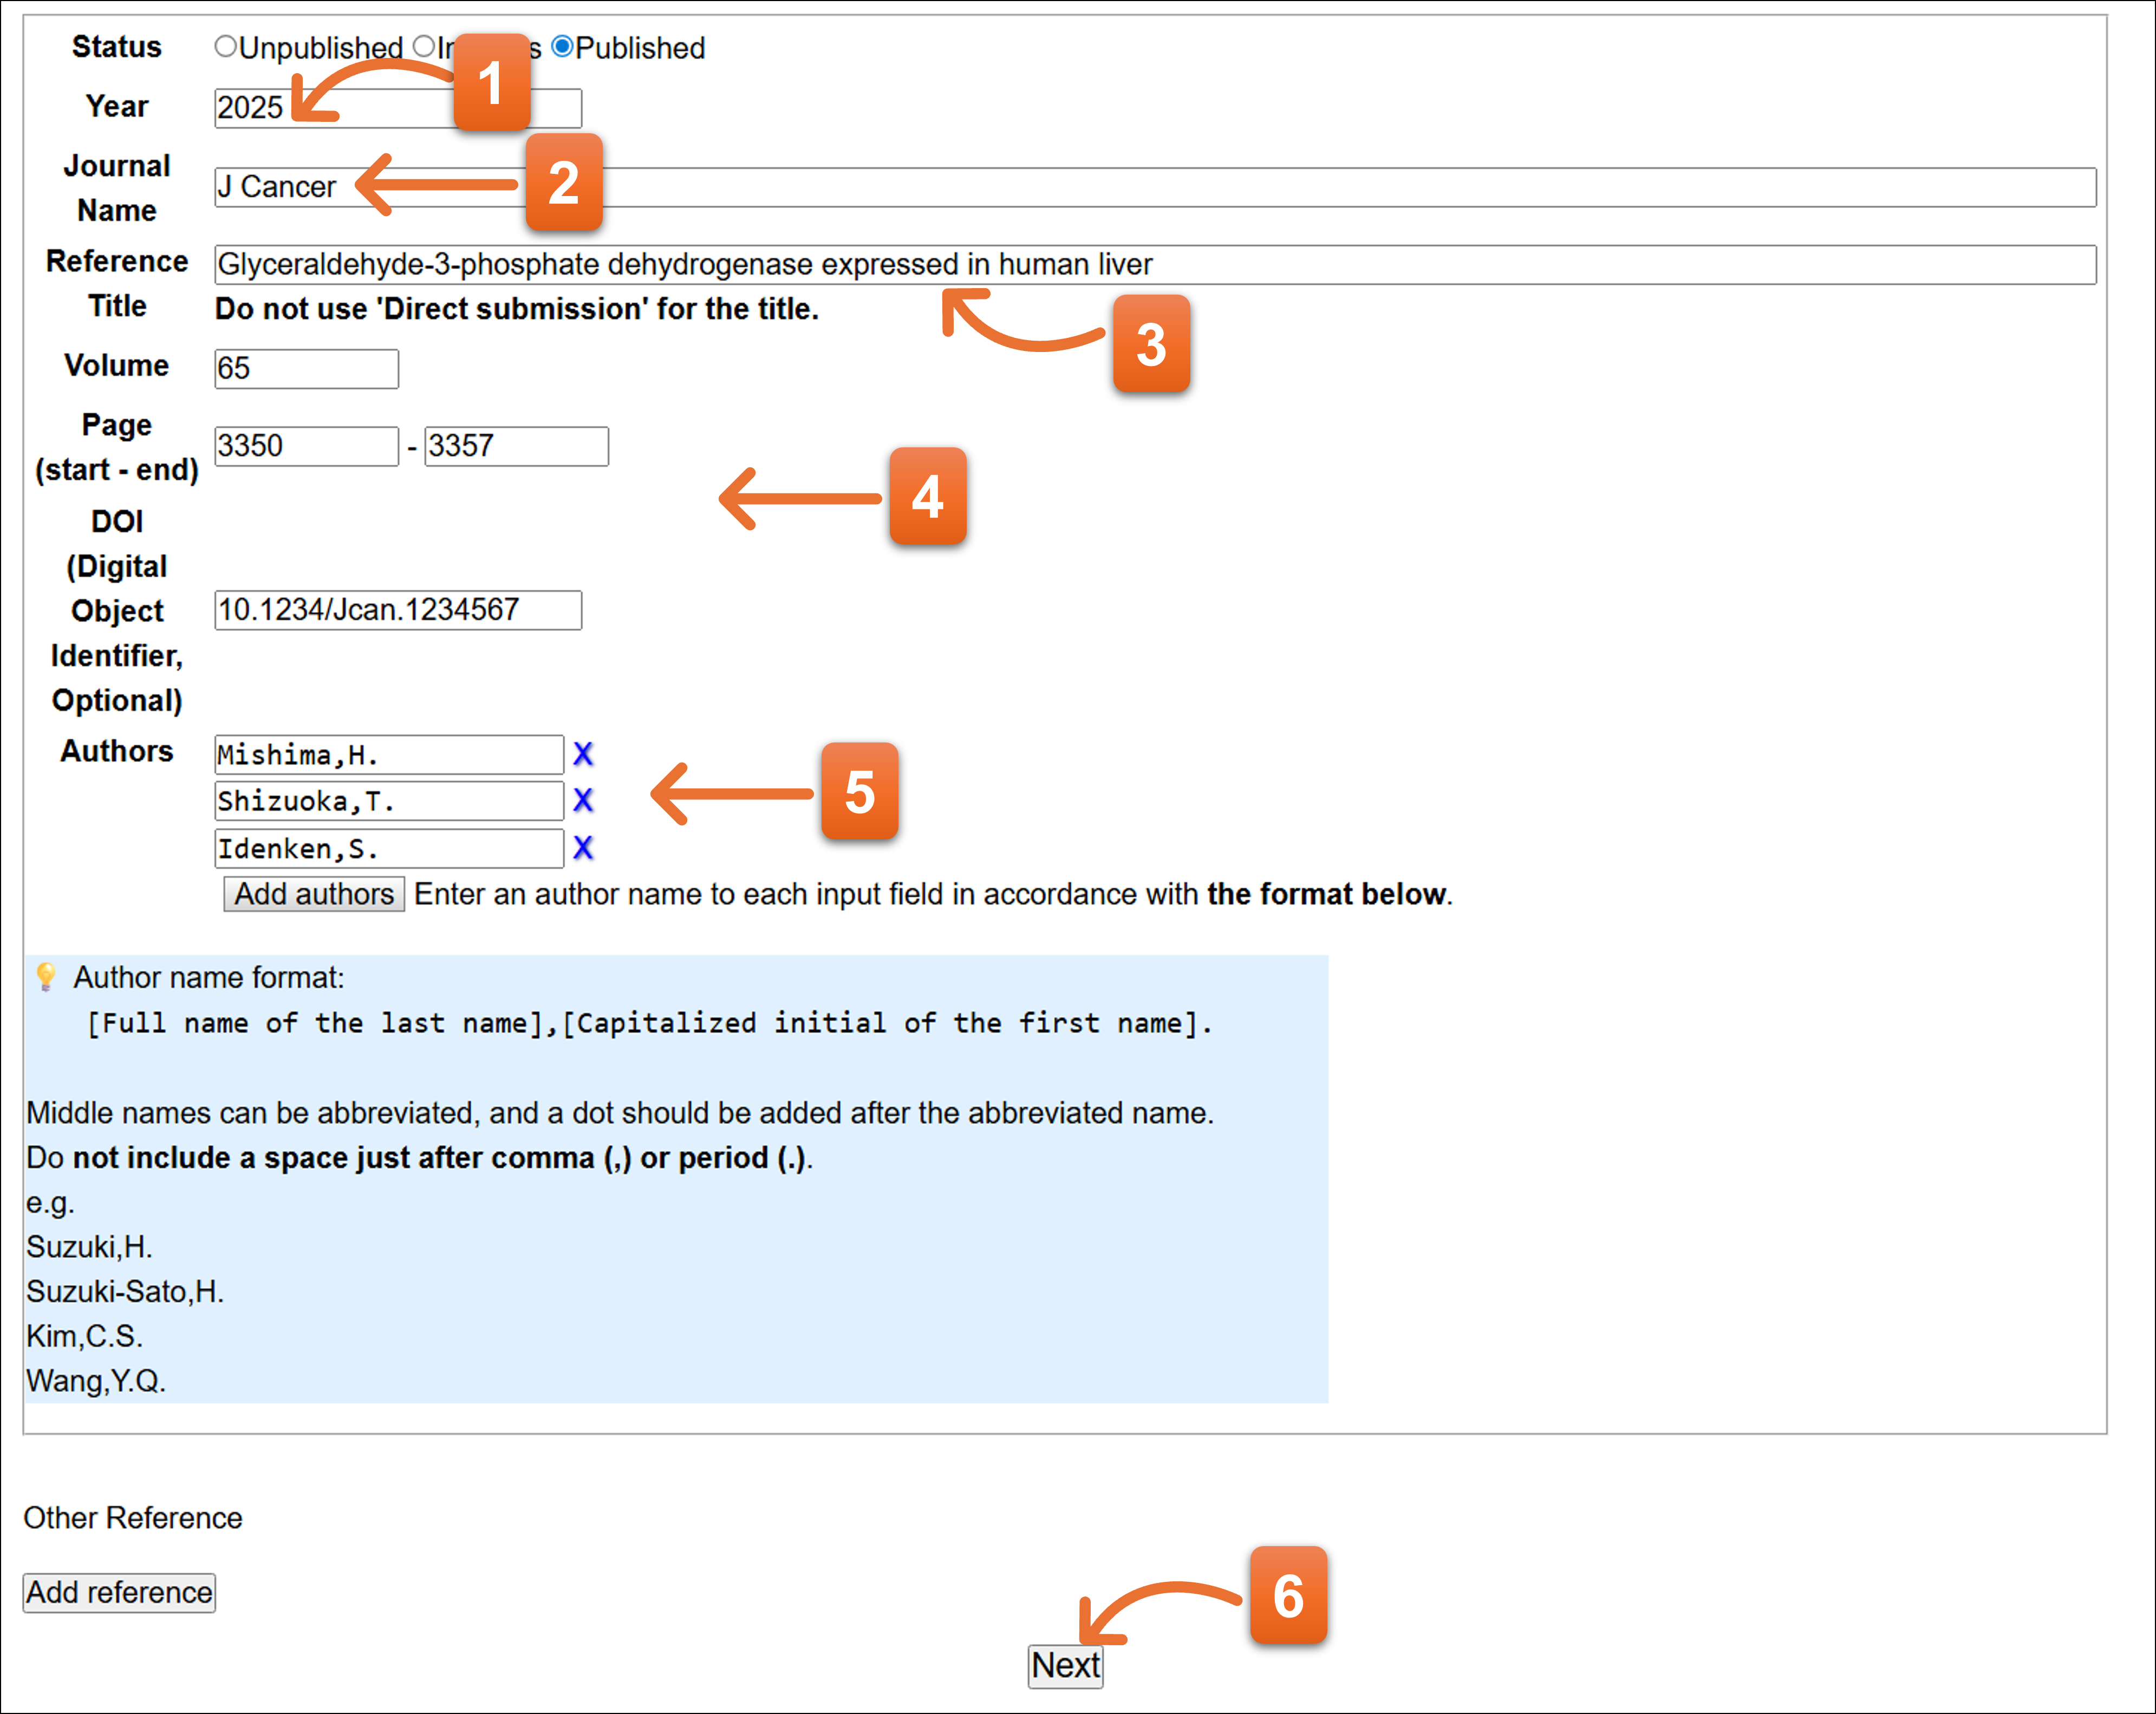 Status Unpublished Published
1
Year 2025
Journal Name J Cancer
2
Reference Title Glyceraldehyde-3-phosphate dehydrogenase expressed in human liver
Do not use 'Direct submission' for the title.
3
Volume 65
Page (start - end) 3350 - 3357
4
DOI (Digital Object Identifier, Optional) 10.1234/Jcan.1234567
Authors Mishima,H. X
Shizuoka,T. X
5
Idenken,S. X
Add authors Enter an author name to each input field in accordance with the format below.
Author name format:
[Full name of the last name],[Capitalized initial of the first name].
Middle names can be abbreviated, and a dot should be added after the abbreviated name.
Do not include a space just after comma (,) or period (.).
e.g.
Suzuki,H.
Suzuki-Sato,H.
Kim,C.S.
Wang,Y.Q.
Other Reference
Add reference
6
Next